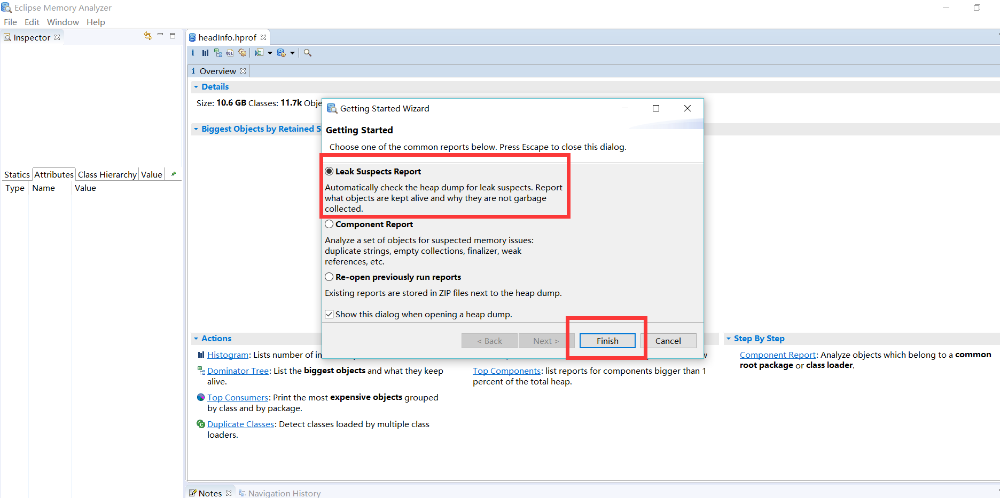 Eclipse Memory Analyzer
File Edit Window Help
Inspector
headInfo.hprof
Overview
Details
Size: 10.6 GB Classes: 11.7k
Biggest Objects by Retained
Statics Attributes Class Hierarchy Value
Type Name Value
Getting Started Wizard
Getting Started
Choose one of the common reports below. Press Escape to close this dialog.
Leak Suspects Report
Automatically check the heap dump for leak suspects. Report
what objects are kept alive and why they are not garbage
collected.
Component Report
Analyze a set of objects for suspected memory issues:
duplicate strings, empty collections, finalizer, weak
references, etc.
Re-open previously run reports
Existing reports are stored in ZIP files next to the heap dump.
Show this dialog when opening a heap dump.
< Back Next > Finish Cancel
Actions
Histogram: Lists number of
Dominator Tree: List the biggest objects and what they keep
alive.
Top Consumers: Print the most expensive objects grouped
by class and by package.
Duplicate Classes: Detect classes loaded by multiple class
loaders.
Top Components: list reports for components bigger than 1
percent of the total heap.
Step By Step
Component Report: Analyze objects which belong to a common
root package or class loader.
Notes Navigation History